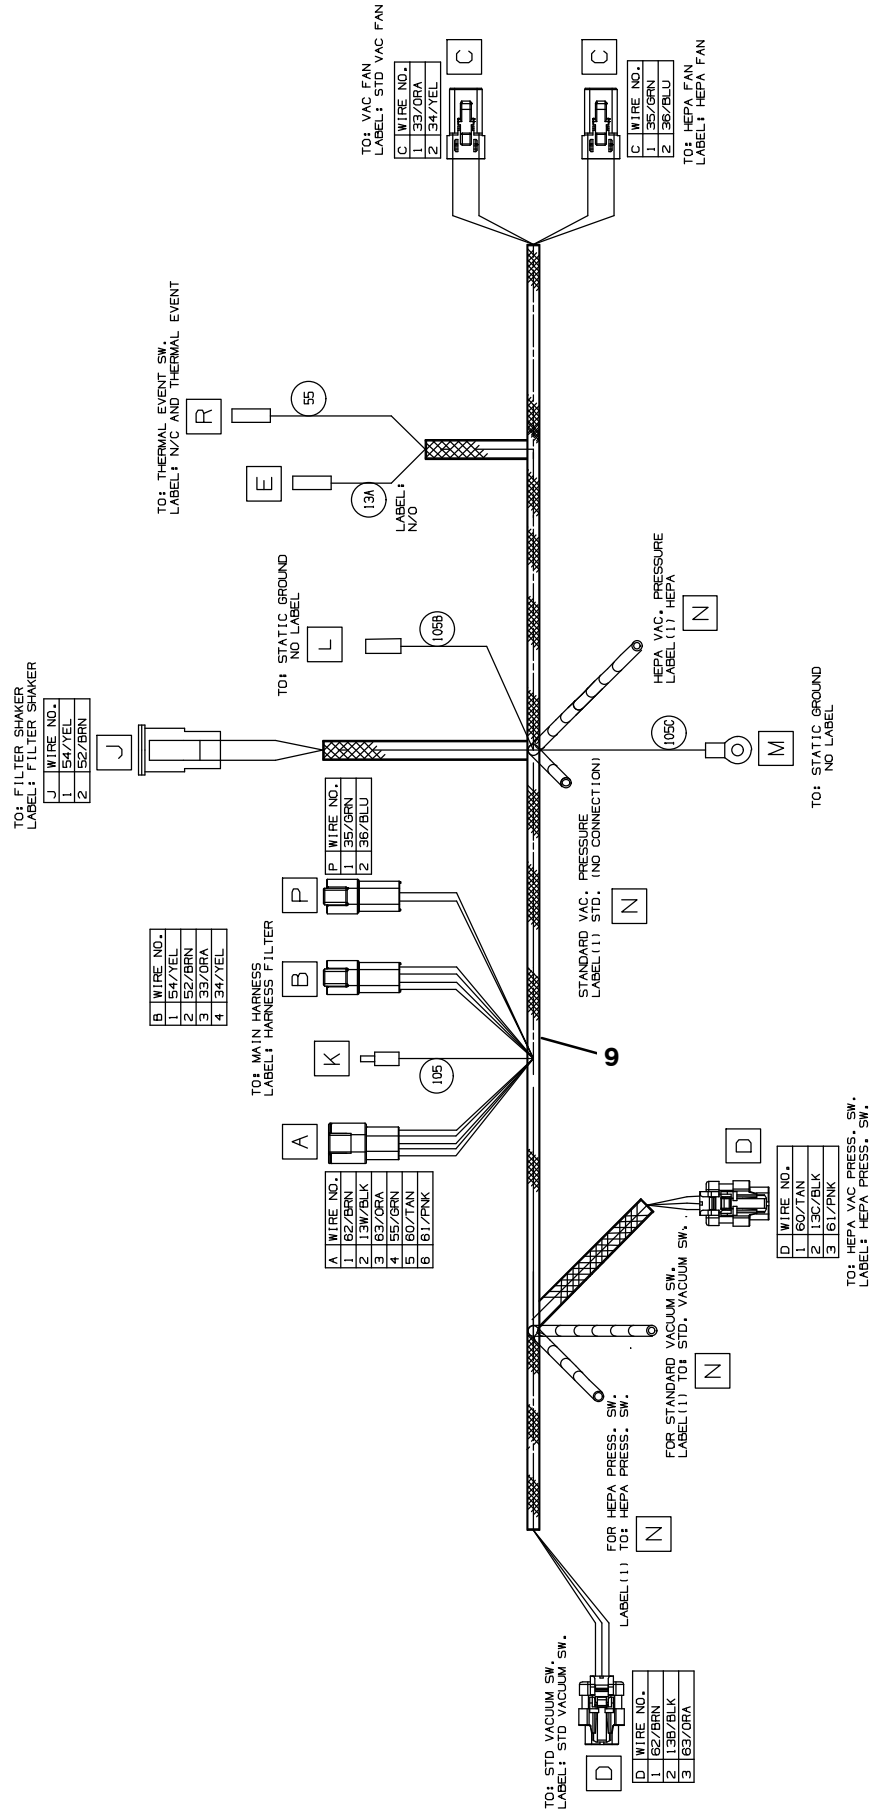 TO: FILTER SHAKER
LABEL: FILTER SHAKER
J WIRE NO.
1 54/YEL
2 52/BRN
J
TO: THERMAL EVENT SW.
LABEL: N/C AND THERMAL EVENT
R
55
E
13A
LABEL:
N/O
TO: VAC FAN
LABEL: STD VAC FAN
C WIRE NO.
1 33/ORA
2 34/YEL
C
C
C WIRE NO.
1 35/GRN
2 36/BLU
TO: HEPA FAN
LABEL: HEPA FAN
TO: STATIC GROUND
NO LABEL
L
105B
B WIRE NO.
1 54/YEL
2 52/BRN
3 33/ORA
4 34/YEL
TO: MAIN HARNESS
LABEL: HARNESS FILTER
P WIRE NO.
1 35/GRN
2 36/BLU
A
K
B
P
105
A WIRE NO.
1 62/BRN
2 13W/BLK
3 63/ORA
4 55/GRN
5 60/TAN
6 61/PNK
HEPA VAC. PRESSURE
LABEL(1) HEPA
N
105C
M
TO: STATIC GROUND
NO LABEL
STANDARD VAC. PRESSURE
LABEL(1) STD. (NO CONNECTION)
N
9
D
D WIRE NO.
1 60/TAN
2 13C/BLK
3 61/PNK
TO: HEPA VAC PRESS. SW.
LABEL: HEPA PRESS. SW.
FOR STANDARD VACUUM SW.
LABEL(1) TO: STD. VACUUM SW.
N
FOR HEPA PRESS. SW.
LABEL(1) TO: HEPA PRESS. SW.
N
TO: STD VACUUM SW.
LABEL: STD VACUUM SW.
D
D WIRE NO.
1 62/BRN
2 13B/BLK
3 63/ORA